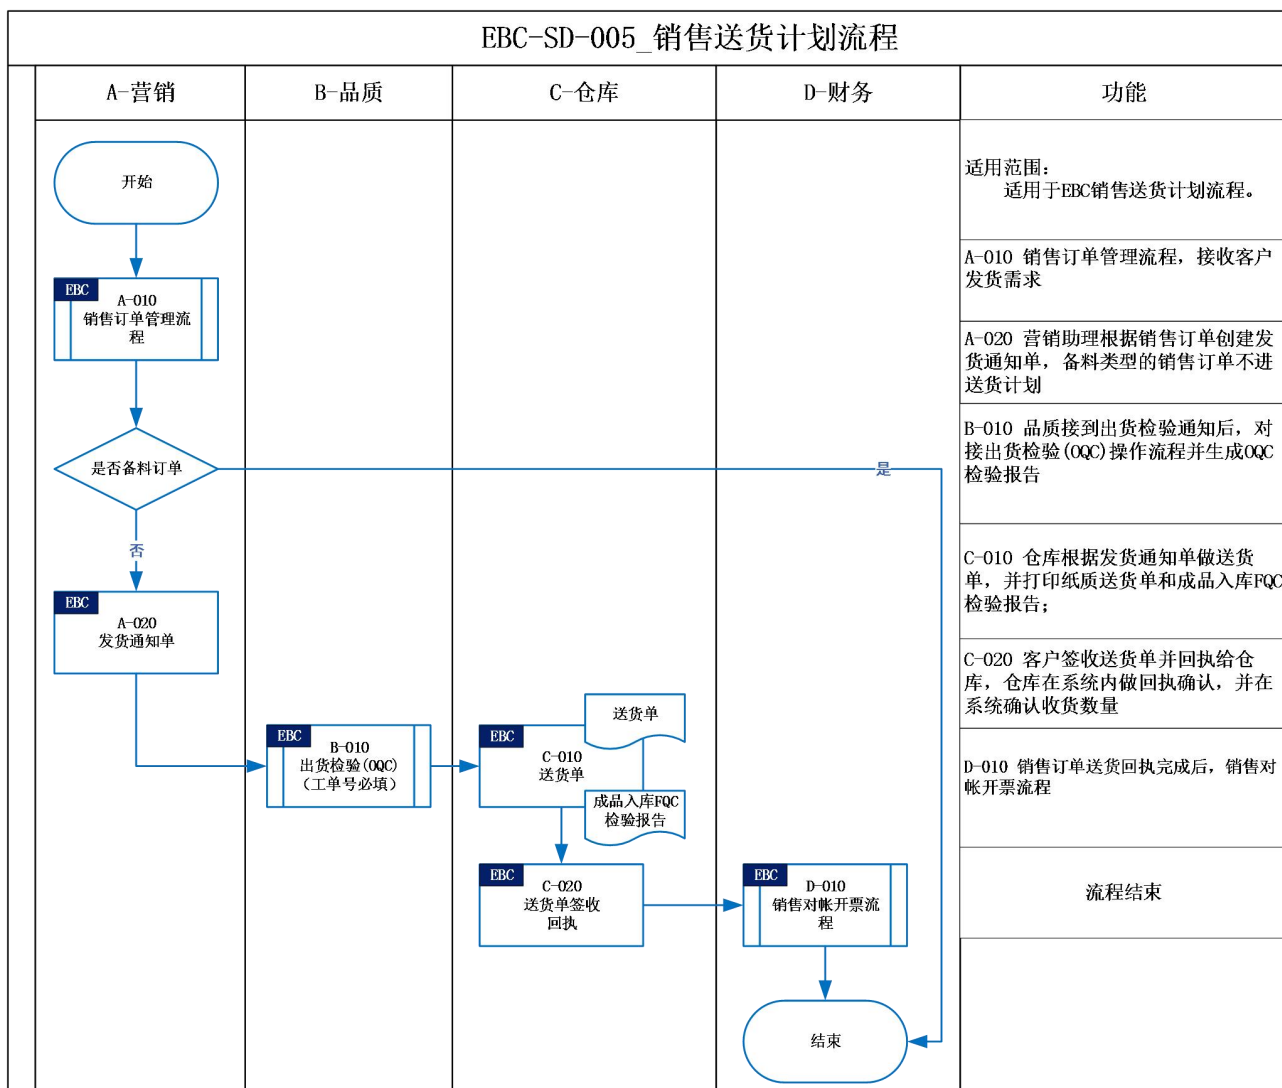 EBC-SD-005_销售送货计划流程
A-营销
B-品质
C-仓库
D-财务
功能
开始
EBC
A-010
销售订单管理流
程
是否备料订单
是
否
EBC
A-020
发货通知单
EBC
B-010
出货检验(OQC)
（工单号必填）
送货单
EBC
C-010
送货单
成品入库FQC
检验报告
EBC
C-020
送货单签收
回执
EBC
D-010
销售对帐开票流
程
结束
适用范围：
适用于EBC销售送货计划流程。
A-010 销售订单管理流程，接收客户
发货需求
A-020 营销助理根据销售订单创建发
货通知单，备料类型的销售订单不进
送货计划
B-010 品质接到出货检验通知后，对
接出货检验(OQC)操作流程并生成OQC
检验报告
C-010 仓库根据发货通知单做送货
单，并打印纸质送货单和成品入库FQC
检验报告；
C-020 客户签收送货单并回执给仓
库，仓库在系统内做回执确认，并在
系统确认收货数量
D-010 销售订单送货回执完成后，销售对
帐开票流程
流程结束